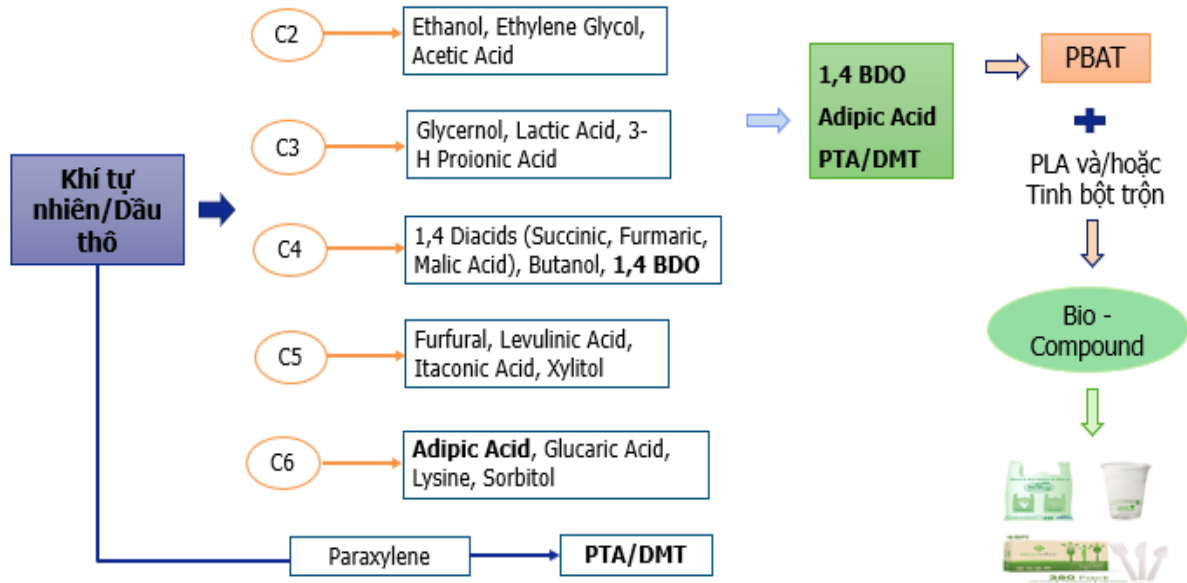 C2
Ethanol, Ethylene Glycol,
Acetic Acid
C3
Glycernol, Lactic Acid, 3-
H Proionic Acid
Khí tự
nhiên/Dầu
thô
C4
1,4 Diacids (Succinic, Furmaric,
Malic Acid), Butanol, 1,4 BDO
C5
Furfural, Levulinic Acid,
Itaconic Acid, Xylitol
C6
Adipic Acid, Glucaric Acid,
Lysine, Sorbitol
Paraxylene
PTA/DMT
1,4 BDO
Adipic Acid
PTA/DMT
PBAT
PLA và/hoặc
Tinh bột trộn
Bio -
Compound